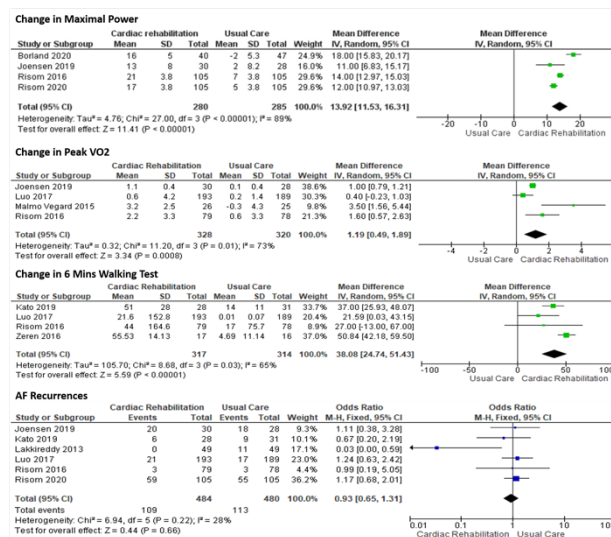 Change in Maximal Power
Cardiac rehabilitation Usual Care Mean Difference Mean Difference
Study or Subgroup Mean SD Total Mean SD Total Weight IV, Random, 95% CI IV, Random, 95% CI
Borland 2020 16 5 40 -2 5.3 47 24.9% 18.00 [15.83, 20.17]
Joensen 2019 13 8 30 2 8.2 28 18.6% 11.00 [6.83, 15.17]
Risom 2016 21 3.8 105 7 3.8 105 28.2% 14.00 [12.97, 15.03]
Risom 2020 17 3.8 105 5 3.8 105 28.2% 12.00 [10.97, 13.03]
Total (95% CI) 280 285 100.0% 13.92 [11.53, 16.31]
Heterogeneity: Tau² = 4.76; Chi² = 27.00, df = 3 (P < 0.00001); I² = 89%
Test for overall effect: Z = 11.41 (P < 0.00001)
-20 -10 0 10 20
Usual Care Cardiac Rehabilitation
Change in Peak VO2
Cardiac Rehabilitation Usual Care Mean Difference Mean Difference
Study or Subgroup Mean SD Total Mean SD Total Weight IV, Random, 95% CI IV, Random, 95% CI
Joensen 2019 1.1 0.4 30 0.1 0.4 28 38.6% 1.00 [0.79, 1.21]
Luo 2017 0.6 4.2 193 0.2 1.4 189 0.40 [-0.23, 1.03]
Malmo Vegard 2015 3.2 2.5 26 -0.3 4.3 25 9.8% 3.50 [1.56, 5.44]
Risom 2016 2.2 3.3 79 0.6 3.3 78 21.3% 1.60 [0.57, 2.63]
Total (95% CI) 328 320 100.0% 1.19 [0.49, 1.89]
Heterogeneity: Tau² = 0.32; Chi² = 11.20, df = 3 (P = 0.01); I² = 73%
Test for overall effect: Z = 3.34 (P = 0.0008)
-4 -2 0 2 4
Usual Care Cardiac Rehabilitation
Change in 6 Mins Walking Test
Cardiac Rehabilitation Usual Care Mean Difference Mean Difference
Study or Subgroup Mean SD Total Mean SD Total Weight IV, Random, 95% CI IV, Random, 95% CI
Kato 2019 51 28 28 14 11 31 37.00 [25.93, 48.07]
Luo 2017 21.6 152.8 193 0.01 0.07 189 20.4% 21.59 [0.03, 43.15]
Risom 2016 44 164.6 79 17 75.7 78 27.00 [-13.00, 67.00]
Zeren 2016 55.53 14.13 17 4.69 11.14 16 50.84 [42.18, 59.50]
Total (95% CI) 317 314 100.0% 38.08 [24.74, 51.43]
Heterogeneity: Tau² = 105.70; Chi² = 8.68, df = 3 (P = 0.03); I² = 65%
Test for overall effect: Z = 5.59 (P < 0.00001)
-100 -50 0 50 100
Usual Care Cardiac Rehabilitation
AF Recurrences
Cardiac Rehabilitation Usual Care Odds Ratio Odds Ratio
Study or Subgroup Events Total Events Total Weight M-H, Fixed, 95% CI M-H, Fixed, 95% CI
Joensen 2019 20 30 18 28 9.3% 1.11 [0.38, 3.28]
Kato 2019 6 28 9 31 0.67 [0.20, 2.19]
Lakkireddy 2013 0 49 11 49 0.03 [0.00, 0.59]
Luo 2017 21 193 17 189 1.24 [0.63, 2.42]
Risom 2016 3 79 3 78 0.99 [0.19, 5.05]
Risom 2020 59 105 55 105 36.2% 1.17 [0.68, 2.01]
Total (95% CI) 484 480 100.0% 0.93 [0.65, 1.31]
Total events 109 113
Heterogeneity: Chi² = 6.94, df = 5 (P = 0.22); I² = 28%
Test for overall effect: Z = 0.44 (P = 0.66)
0.01 0.1 1 10 100
Cardiac Rehabilitation Usual Care